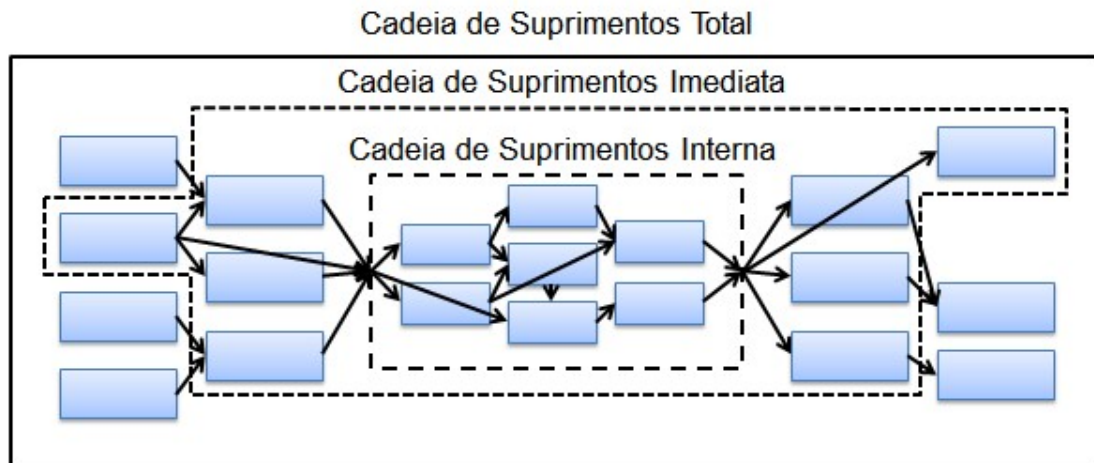 Cadeia de Suprimentos Total
Cadeia de Suprimentos Imediata
Cadeia de Suprimentos Interna